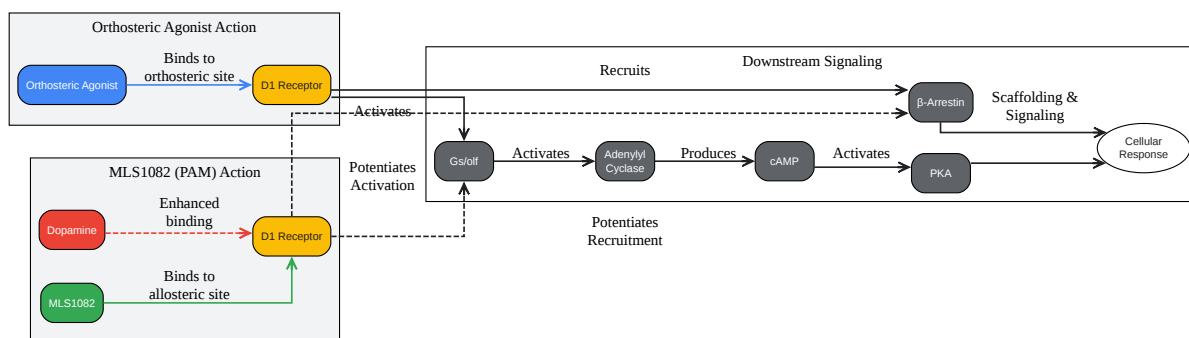 Orthosteric Agonist Action
Binds to
orthosteric site
Orthosteric Agonist
D1 Receptor
Downstream Signaling
Recruits
Activates
β-Arrestin
Scaffolding &
Signaling
Cellular
Response
Gs/olf
Activates
Adenylyl
Cyclase
Produces
cAMP
Activates
PKA
MLS1082 (PAM) Action
Potentiates
Activation
Enhanced
binding
Dopamine
D1 Receptor
Potentiates
Recruitment
Binds to
allosteric site
MLS1082